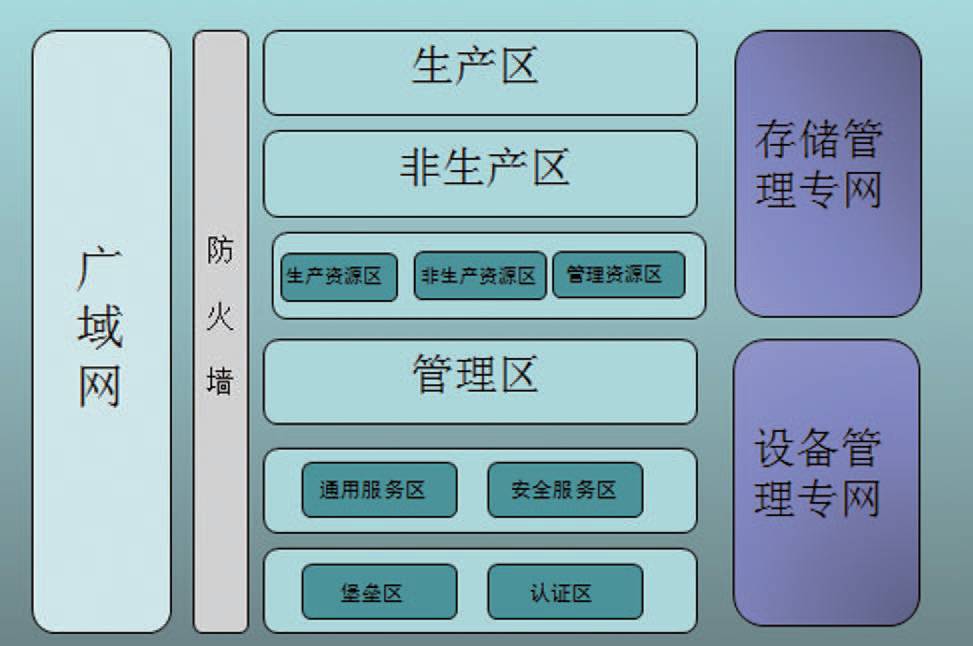 广
域
网
防
火
墙
生产区
非生产区
生产资源区
非生产资源区
管理资源区
管理区
通用服务区
安全服务区
堡垒区
认证区
存储管
理专网
设备管
理专网